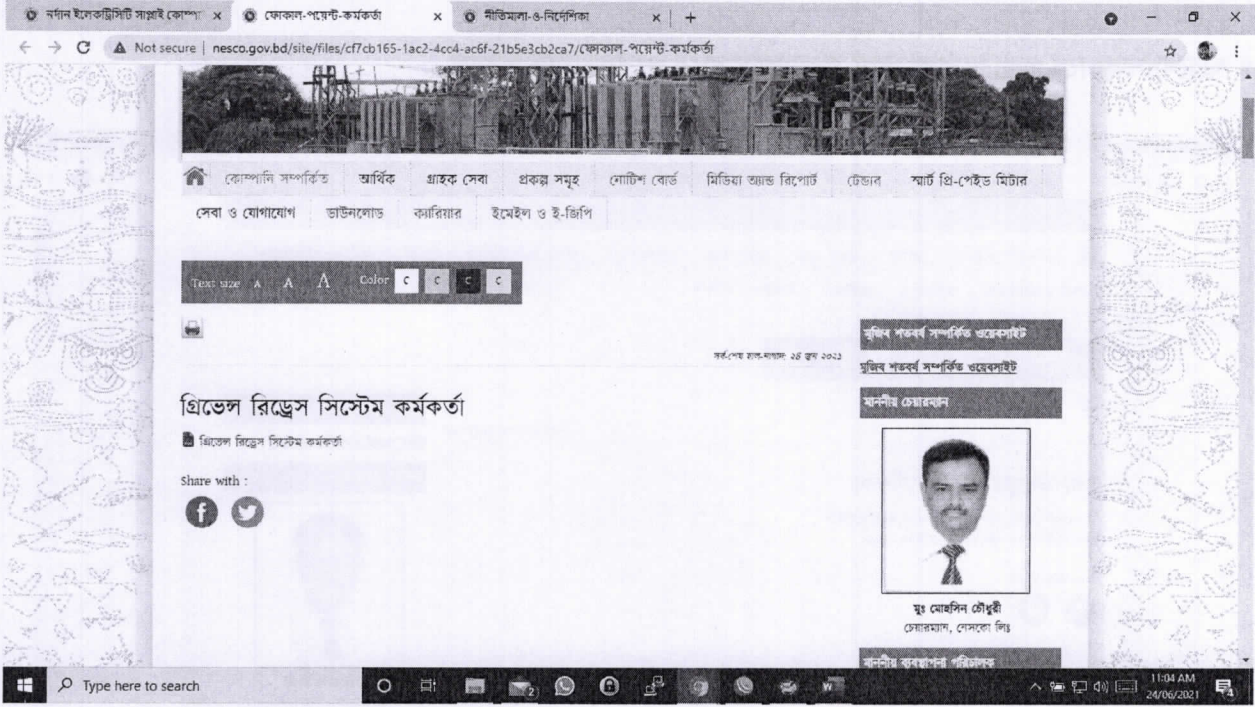 নর্দান ইলেকট্রিসিটি সাপ্লাই কোম্পা
ফোকাল-পয়েন্ট-কর্মকর্তা
নীতিমালা-ও-নির্দেশিকা
Not secure | nesco.gov.bd/site/files/cf7cb165-1ac2-4cc4-ac6f-21b5e3cb2ca7/ফোকাল-পয়েন্ট-কর্মকর্তা
কোম্পানি সম্পর্কিত আর্থিক গ্রাহক সেবা প্রকল্প সমূহ নোটিশ বোর্ড মিডিয়া অ্যান্ড রিপোর্ট টেন্ডার স্মার্ট প্রি-পেইড মিটার
সেবা ও যোগাযোগ ডাউনলোড ক্যারিয়ার ইমেইল ও ই-জিপি
Text size A A A Color C C C C
সর্ব-শেষ হাল-নাগাদ: ২৪ জুন ২০২১
গ্রিভেন্স রিড্রেস সিস্টেম কর্মকর্তা
গ্রিভেন্স রিড্রেস সিস্টেম কর্মকর্তা
Share with :
মুজিব শতবর্ষ সম্পর্কিত ওয়েবসাইট
মুজিব শতবর্ষ সম্পর্কিত ওয়েবসাইট
মাননীয় চেয়ারম্যান
মুঃ মোহসিন চৌধুরী
চেয়ারম্যান, নেসকো লিঃ
মাননীয় ব্যবস্থাপনা পরিচালক
Type here to search
11:04 AM
24/06/2021